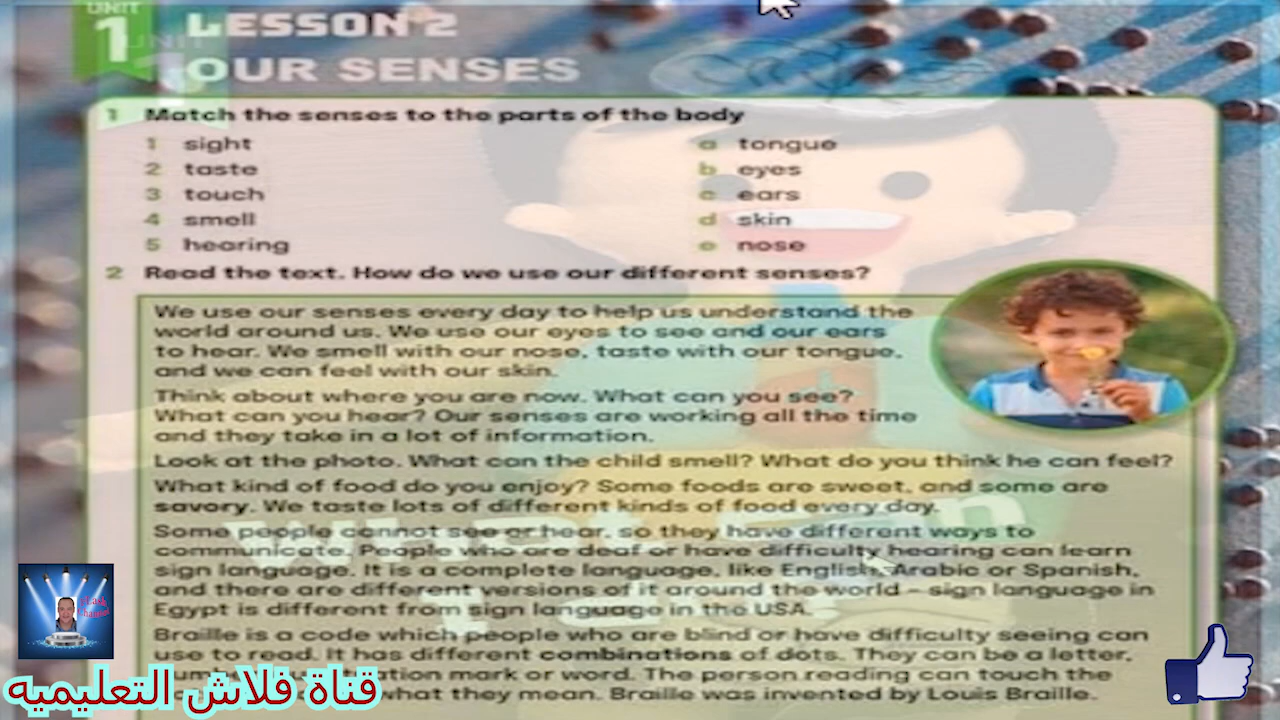 UNIT
1
LESSON 2
OUR SENSES
1 Match the senses to the parts of the body
1 sight a tongue
2 taste b eyes
3 touch c ears
4 smell d skin
5 hearing e nose
2 Read the text. How do we use our different senses?
We use our senses every day to help us understand the
world around us. We use our eyes to see and our ears
to hear. We smell with our nose, taste with our tongue,
and we can feel with our skin.
Think about where you are now. What can you see?
What can you hear? Our senses are working all the time
and they take in a lot of information.
Look at the photo. What can the child smell? What do you think he can feel?
What kind of food do you enjoy? Some foods are sweet, and some are
savory. We taste lots of different kinds of food every day.
Some people cannot see or hear, so they have different ways to
communicate. People who are deaf or have difficulty hearing can learn
sign language. It is a complete language, like English, Arabic or Spanish,
and there are different versions of it around the world – sign language in
Egypt is different from sign language in the USA.
Braille is a code which people who are blind or have difficulty seeing can
use to read. It has different combinations of dots. They can be a letter,
mark or word. The person reading can touch the
what they mean. Braille was invented by Louis Braille.
قناة فلاش التعليميه